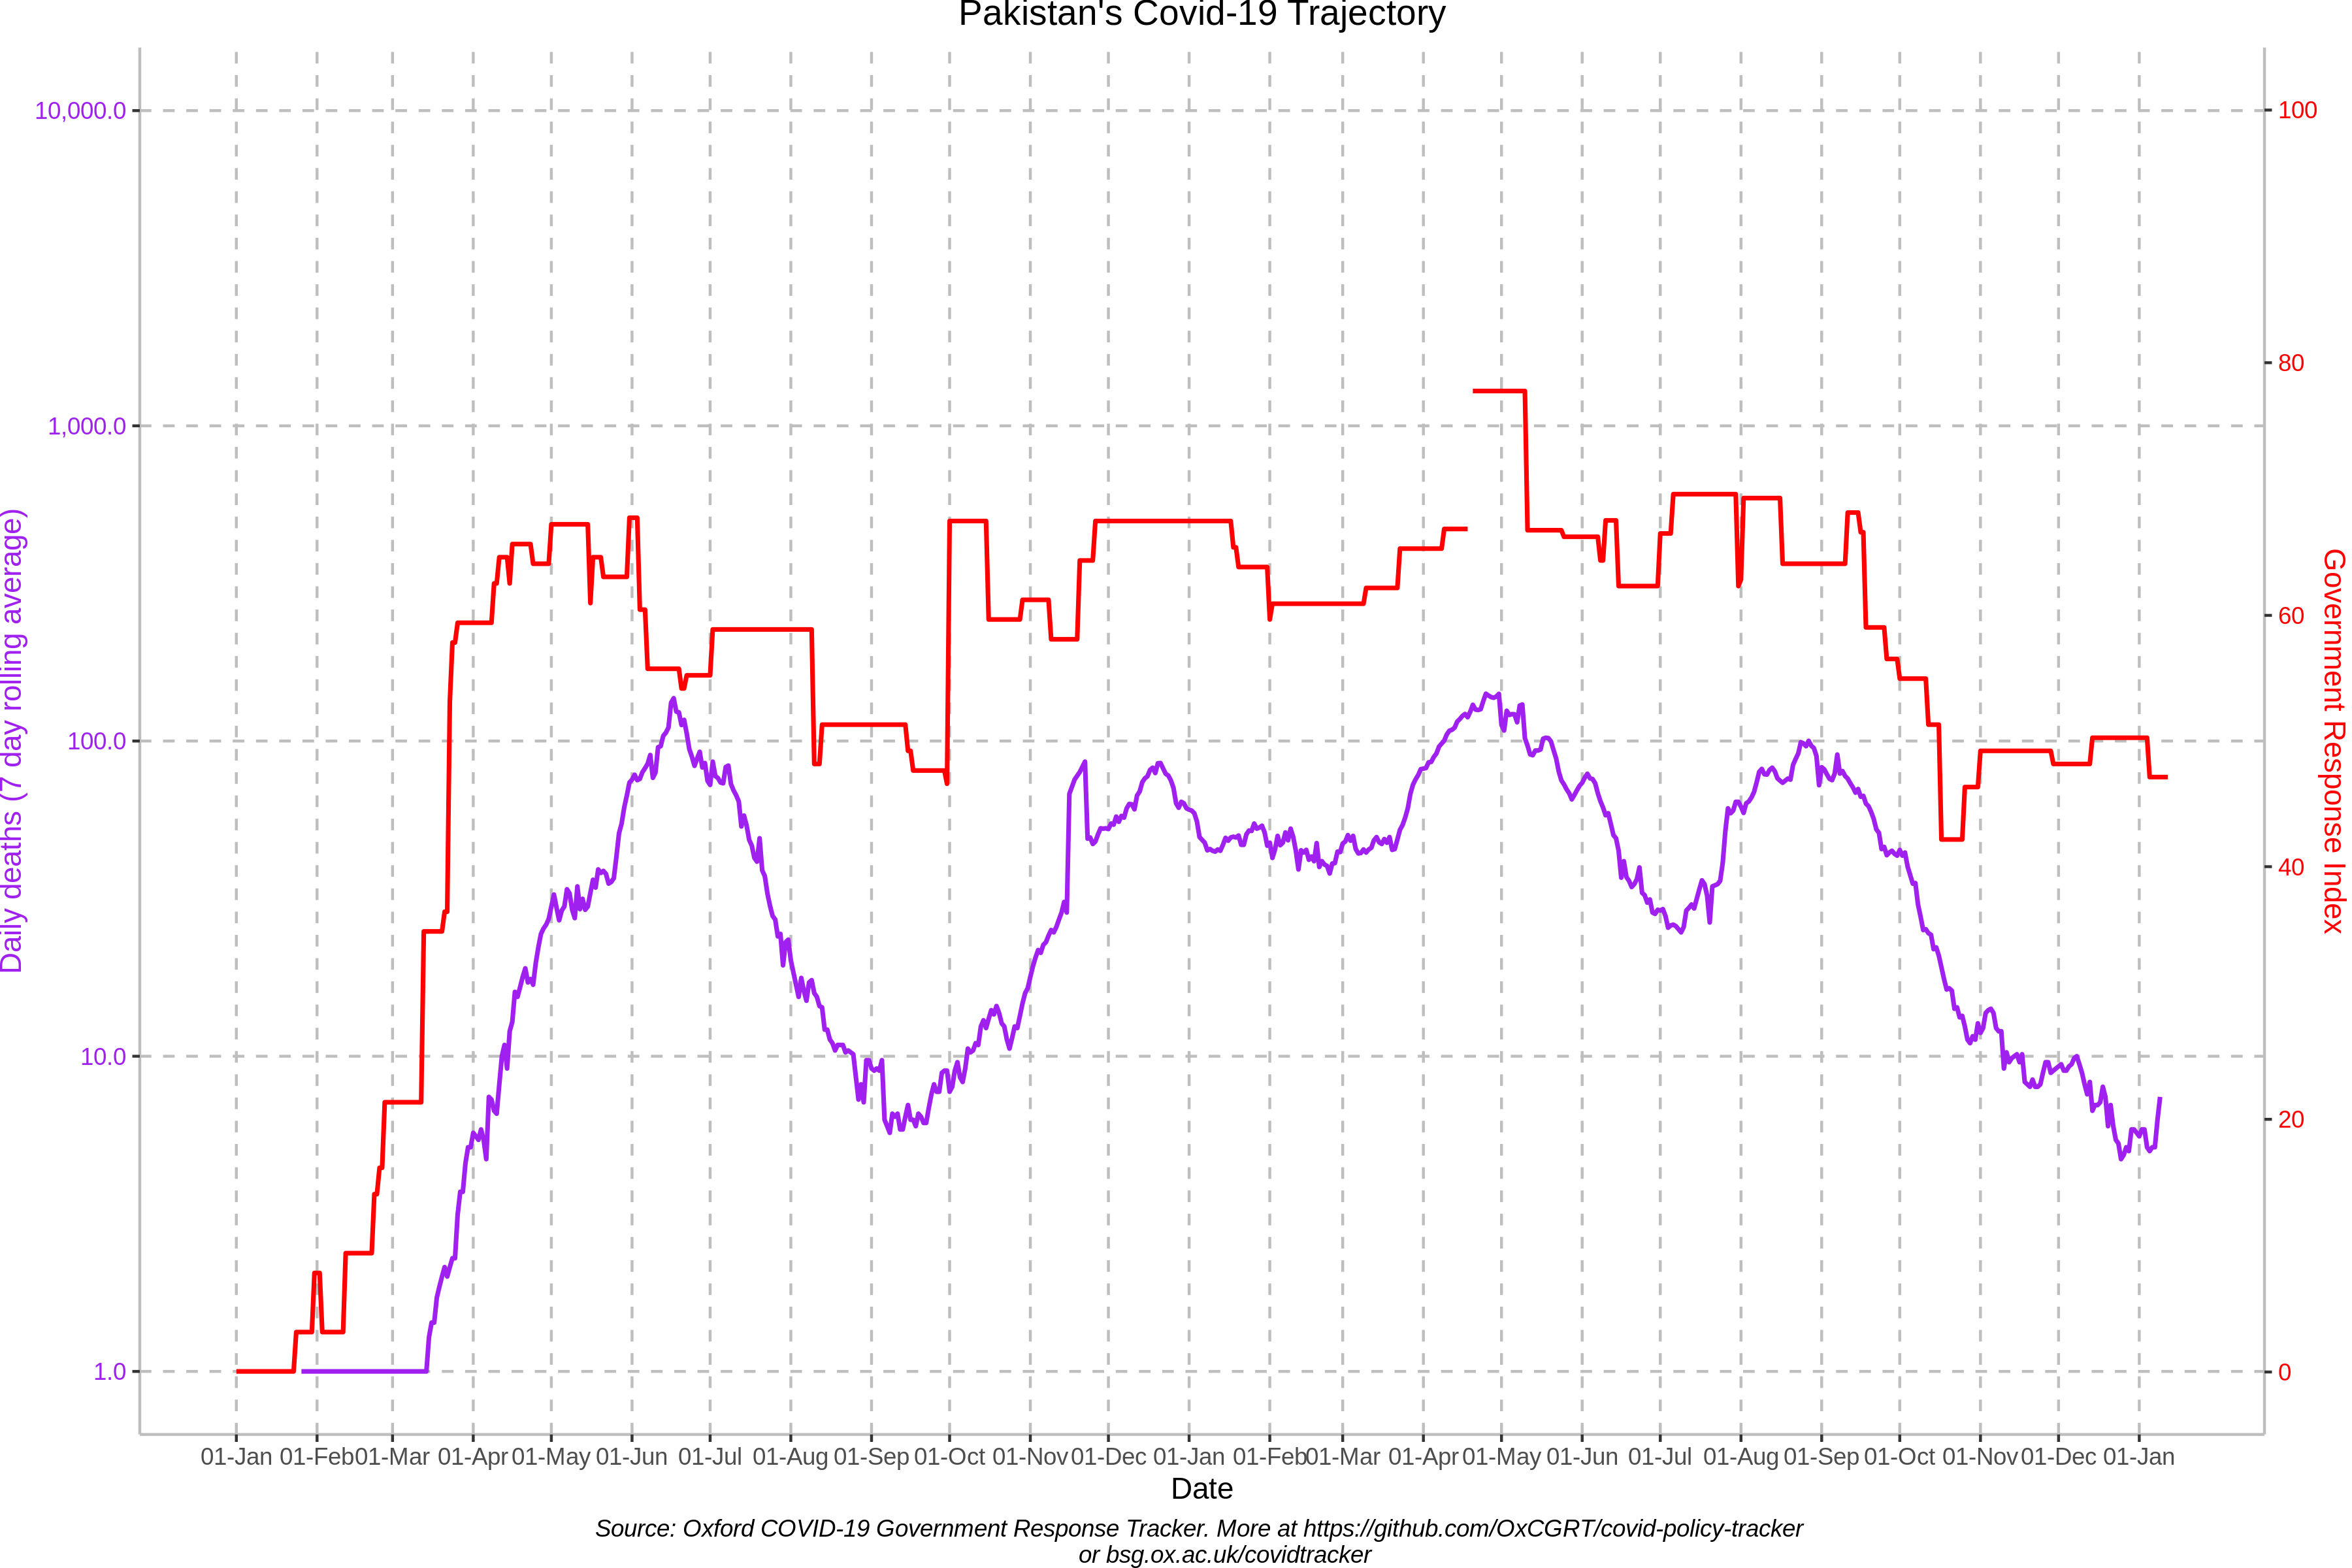 Pakistan's Covid-19 Trajectory
10,000.0
1,000.0
100.0
10.0
1.0
Daily deaths (7 day rolling average)
100
80
60
40
20
0
Government Response Index
01-Jan 01-Feb 01-Mar 01-Apr 01-May 01-Jun 01-Jul 01-Aug 01-Sep 01-Oct 01-Nov 01-Dec 01-Jan 01-Feb 01-Mar 01-Apr 01-May 01-Jun 01-Jul 01-Aug 01-Sep 01-Oct 01-Nov 01-Dec 01-Jan
Date
Source: Oxford COVID-19 Government Response Tracker. More at https://github.com/OxCGRT/covid-policy-tracker
or bsg.ox.ac.uk/covidtracker